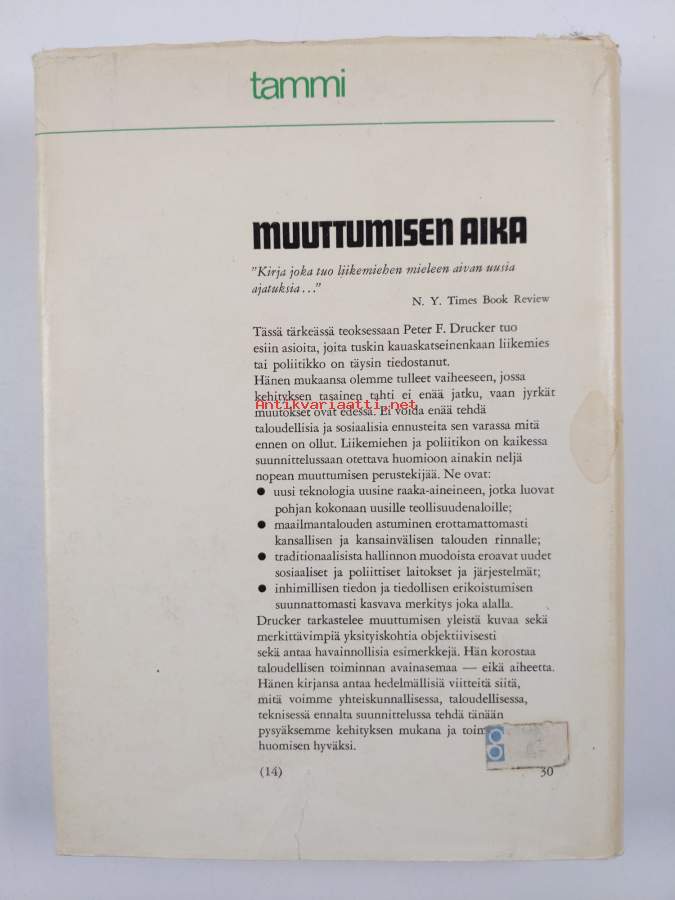 tammi
MUUTTUMISEN AIKA
"Kirja joka tuo liikemiehen mieleen aivan uusia
ajatuksia..."
N. Y. Times Book Review
Tässä tärkeässä teoksessaan Peter F. Drucker tuo
esiin asioita, joita tuskin kauaskatseinenkaan liikemies
tai poliitikko on täysin tiedostanut.
Hänen mukaansa olemme tulleet vaiheeseen, jossa
kehityksen tasainen tahti ei enää jatku, vaan jyrkät
Antikvariaatti.net
muutokset ovat edessä. Ei voida enää tehdä
taloudellisia ja sosiaalisia ennusteita sen varassa mitä
ennen on ollut. Liikemiehen ja poliitikon on kaikessa
suunnittelussaan otettava huomioon ainakin neljä
nopean muuttumisen perustekijää. Ne ovat:
● uusi teknologia uusine raaka-aineineen, jotka luovat
pohjan kokonaan uusille teollisuudenaloille;
● maailmantalouden astuminen erottamattomasti
kansallisen ja kansainvälisen talouden rinnalle;
● traditionaalisista hallinnon muodoista eroavat uudet
sosiaaliset ja poliittiset laitokset ja järjestelmät;
● inhimillisen tiedon ja tiedollisen erikoistumisen
suunnattomasti kasvava merkitys joka alalla.
Drucker tarkastelee muuttumisen yleistä kuvaa sekä
merkittävimpiä yksityiskohtia objektiivisesti
sekä antaa havainnollisia esimerkkejä. Hän korostaa
taloudellisen toiminnan avainasemaa — eikä aiheetta.
Hänen kirjansa antaa hedelmällisiä viitteitä siitä,
mitä voimme yhteiskunnallisessa, taloudellisessa,
teknisessä ennalta suunnittelussa tehdä tänään
pysyäksemme kehityksen mukana ja
huomisen hyväksi.
(14)
30